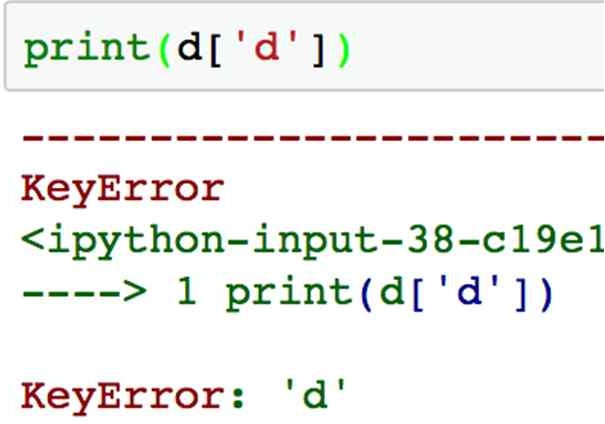 print(d['d'])
-----------------------
KeyError
<ipython-input-38-c19e1
----> 1 print(d['d'])
KeyError: 'd'